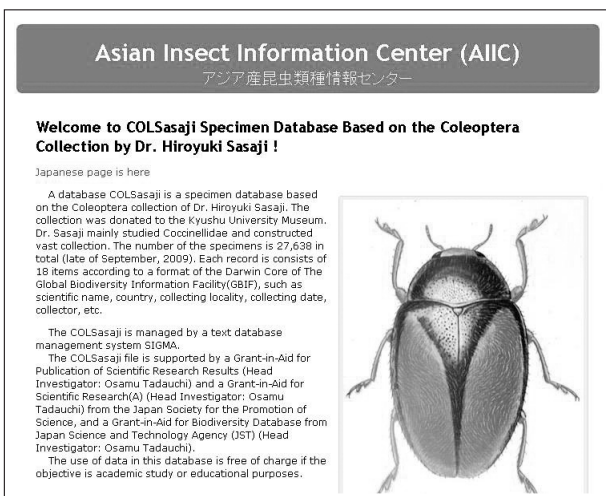 Asian Insect Information Center (AIIC)
アジア産昆虫類種情報センター
Welcome to COLSasaji Specimen Database Based on the Coleoptera
Collection by Dr. Hiroyuki Sasaji !
Japanese page is here
A database COLSasaji is a specimen database based
on the Coleoptera collection of Dr. Hiroyuki Sasaji. The
collection was donated to the Kyushu University Museum.
Dr. Sasaji mainly studied Coccinellidae and constructed
vast collection. The number of the specimens is 27,638 in
total (late of September, 2009). Each record is consists of
18 items according to a format of the Darwin Core of The
Global Biodiversity Information Facility(GBIF), such as
scientific name, country, collecting locality, collecting date,
collector, etc.
The COLSasaji is managed by a text database
management system SIGMA.
The COLSasaji file is supported by a Grant-in-Aid for
Publication of Scientific Research Results (Head
Investigator: Osamu Tadauchi) and a Grant-in-Aid for
Scientific Research(A) (Head Investigator: Osamu
Tadauchi) from the Japan Society for the Promotion of
Science, and a Grant-in-Aid for Biodiversity Database from
Japan Science and Technology Agency (JST) (Head
Investigator: Osamu Tadauchi).
The use of data in this database is free of charge if the
objective is academic study or educational purposes.